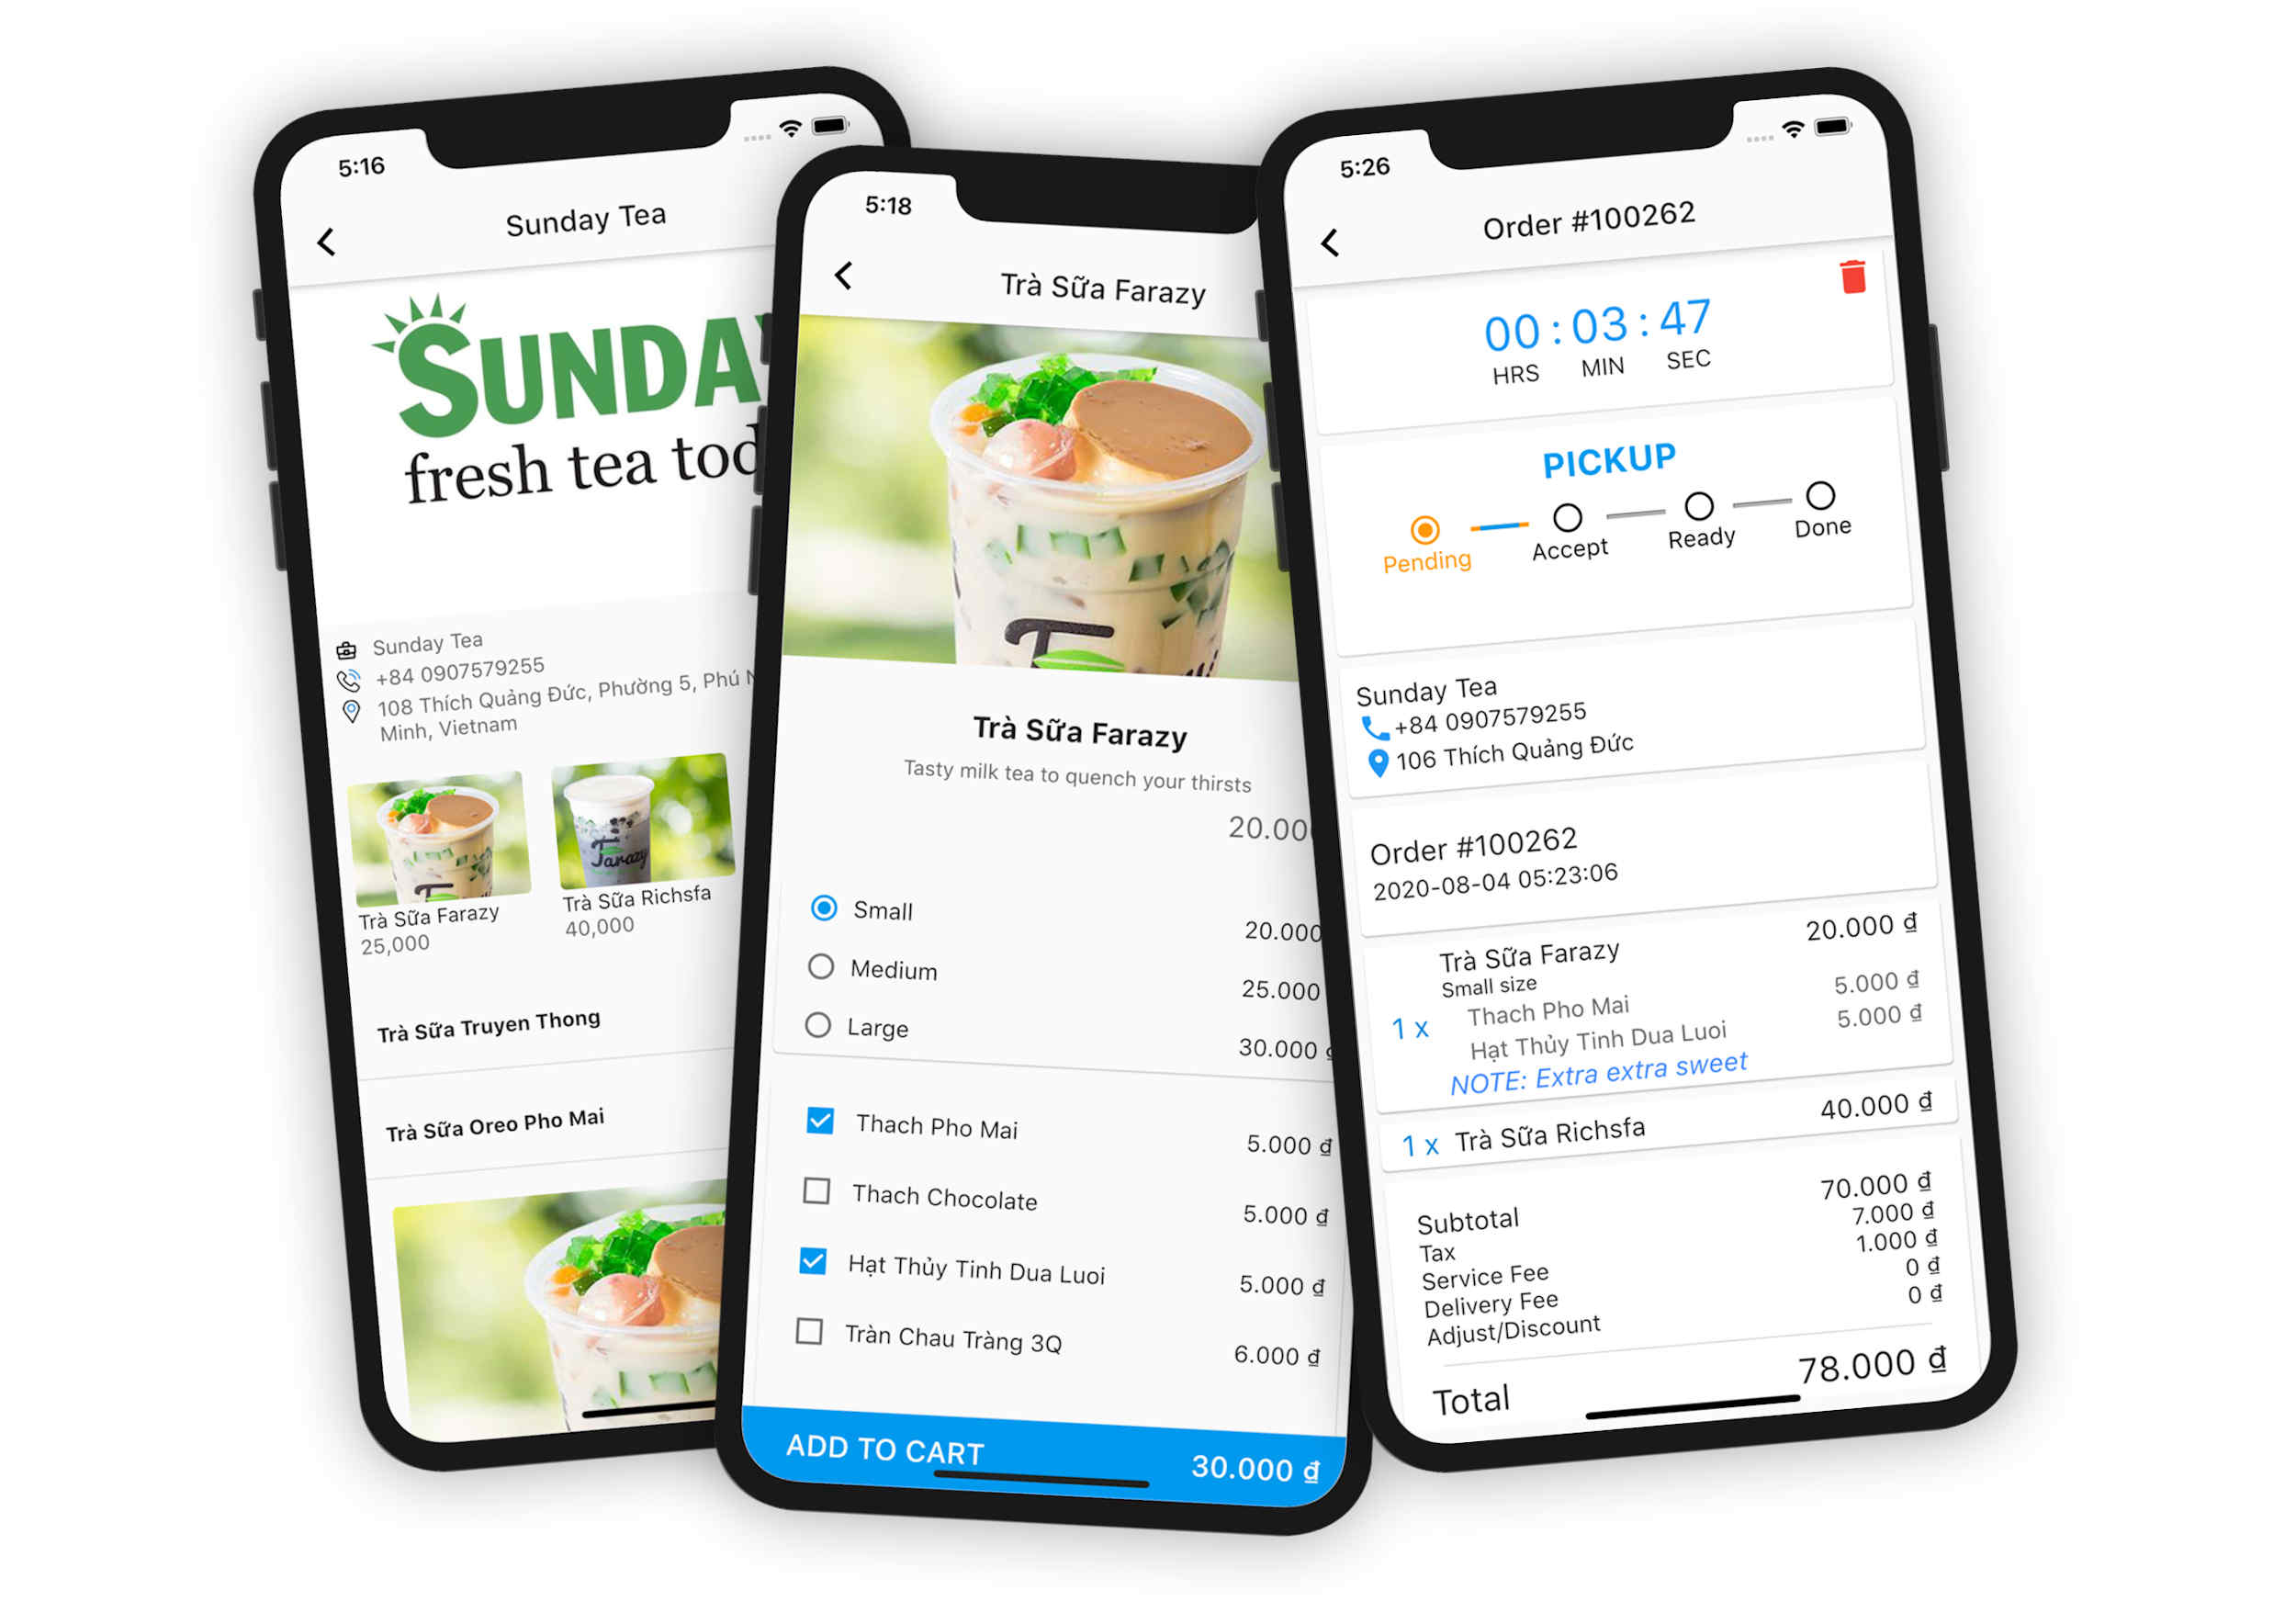 5:16
Sunday Tea
SUNDAY
fresh tea tod
Sunday Tea
+84 0907579255
108 Thích Quảng Đức, Phường 5, Phú N
Minh, Vietnam
Trà Sữa Farazy
25,000
Farazy
Trà Sữa Richsfa
40,000
Trà Sữa Truyen Thong
Trà Sữa Oreo Pho Mai
5:18
Trà Sữa Farazy
Trà Sữa Farazy
Tasty milk tea to quench your thirsts
20.00
Small 20.000
Medium 25.000
Large 30.000 ₫
Thach Pho Mai 5.000 ₫
Thach Chocolate 5.000 ₫
Hạt Thủy Tinh Dua Luoi 5.000 ₫
Tràn Chau Tràng 3Q 6.000 ₫
ADD TO CART 30.000 ₫
5:26
Order #100262
00 : 03 : 47
HRS MIN SEC
PICKUP
Pending Accept Ready Done
Sunday Tea
+84 0907579255
106 Thích Quảng Đức
Order #100262
2020-08-04 05:23:06
1 x Trà Sữa Farazy 20.000 ₫
Small size
Thach Pho Mai 5.000 ₫
Hạt Thủy Tinh Dua Luoi 5.000 ₫
NOTE: Extra extra sweet
1 x Trà Sữa Richsfa 40.000 ₫
Subtotal 70.000 ₫
Tax 7.000 ₫
Service Fee 1.000 ₫
Delivery Fee 0 ₫
Adjust/Discount 0 ₫
Total 78.000 ₫